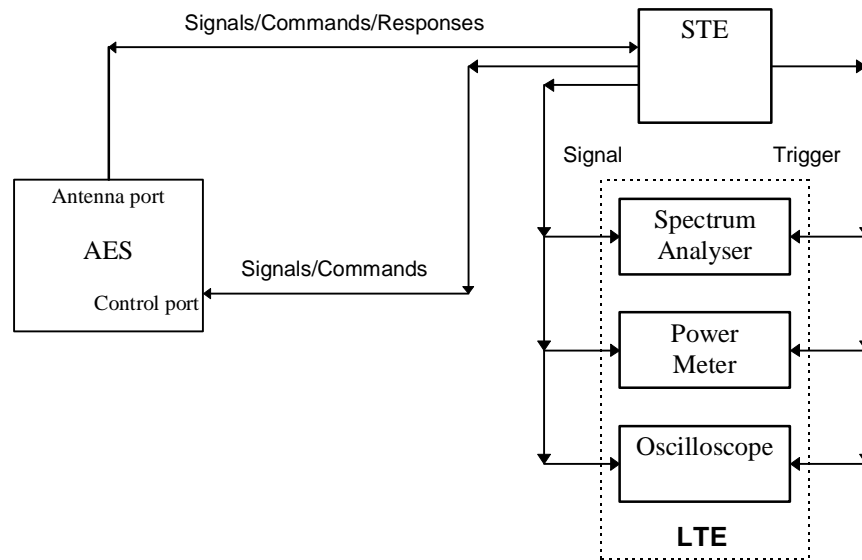 Signals/Commands/Responses
STE
Signal
Trigger
Antenna port
AES
Control port
Signals/Commands
Spectrum
Analyser
Power
Meter
Oscilloscope
LTE